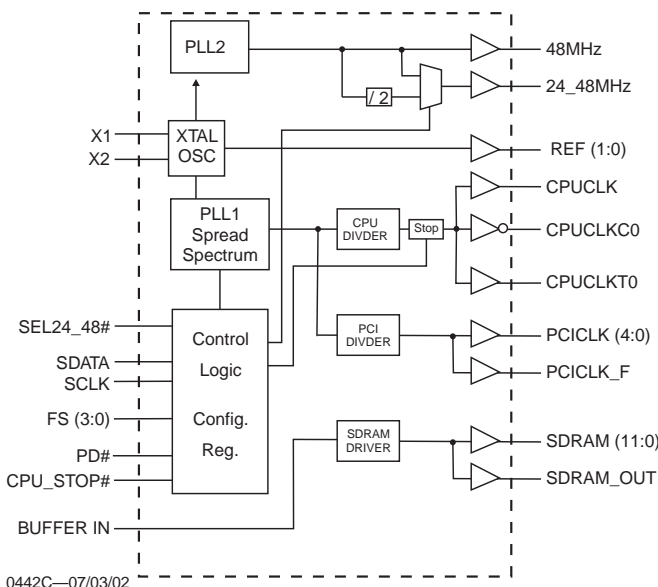 PLL2
48MHz
/ 2
24_48MHz
X1
X2
XTAL
OSC
REF (1:0)
CPUCLK
PLL1
Spread
Spectrum
CPU
DIVDER
Stop
CPUCLKC0
CPUCLKT0
SEL24_48#
SDATA
SCLK
FS (3:0)
PD#
CPU_STOP#
Control
Logic
Config.
Reg.
PCI
DIVDER
PCICLK (4:0)
PCICLK_F
SDRAM
DRIVER
SDRAM (11:0)
SDRAM_OUT
BUFFER IN
0442C—07/03/02